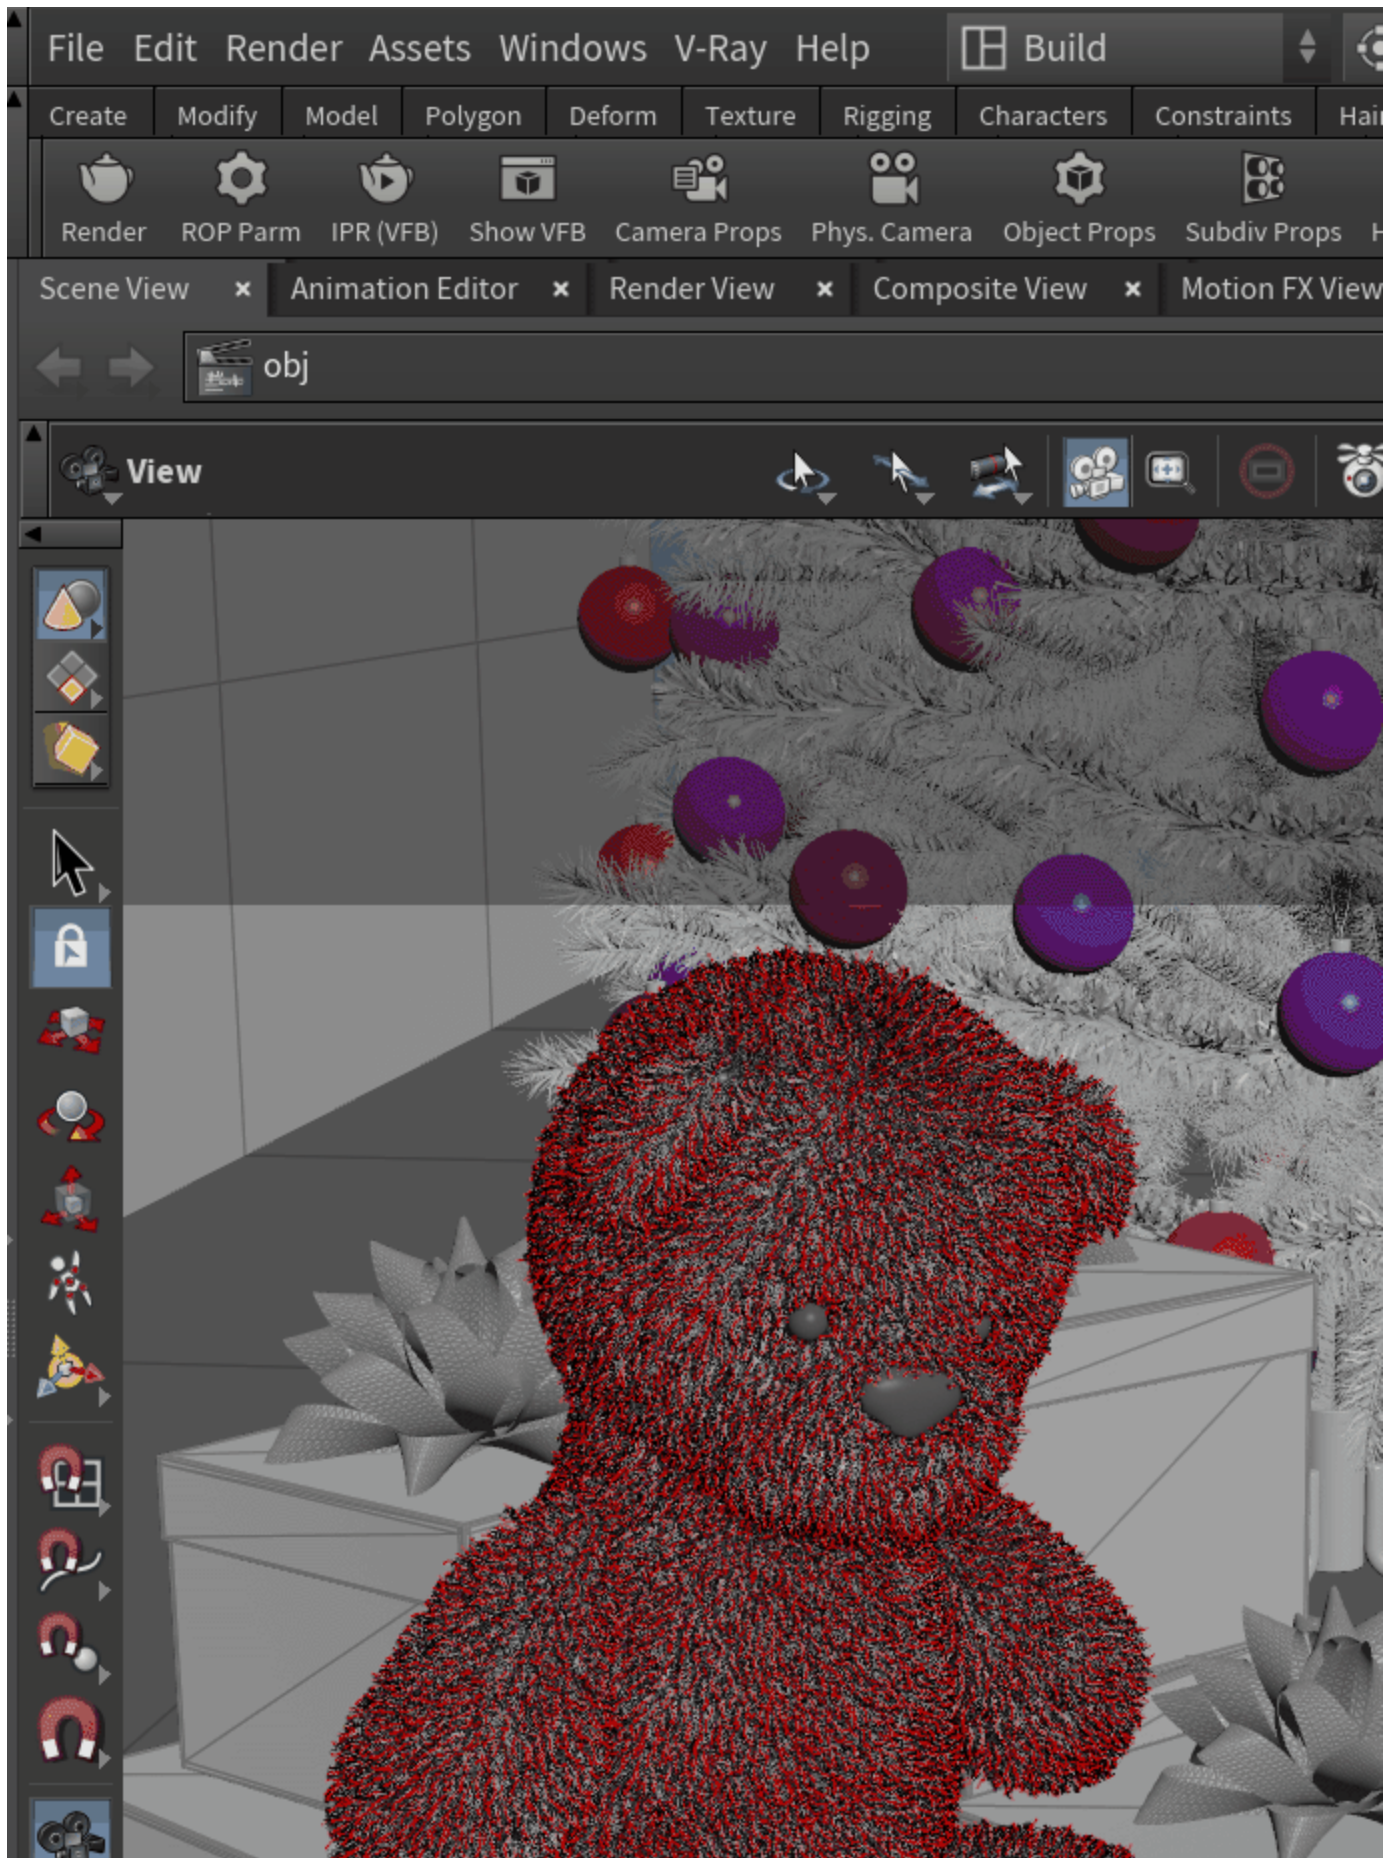 File Edit Render Assets Windows V-Ray Help Build
Create Modify Model Polygon Deform Texture Rigging Characters Constraints Hai
Render ROP Parm IPR (VFB) Show VFB Camera Props Phys. Camera Object Props Subdiv Props H
Scene View Animation Editor Render View Composite View Motion FX View
obj
View